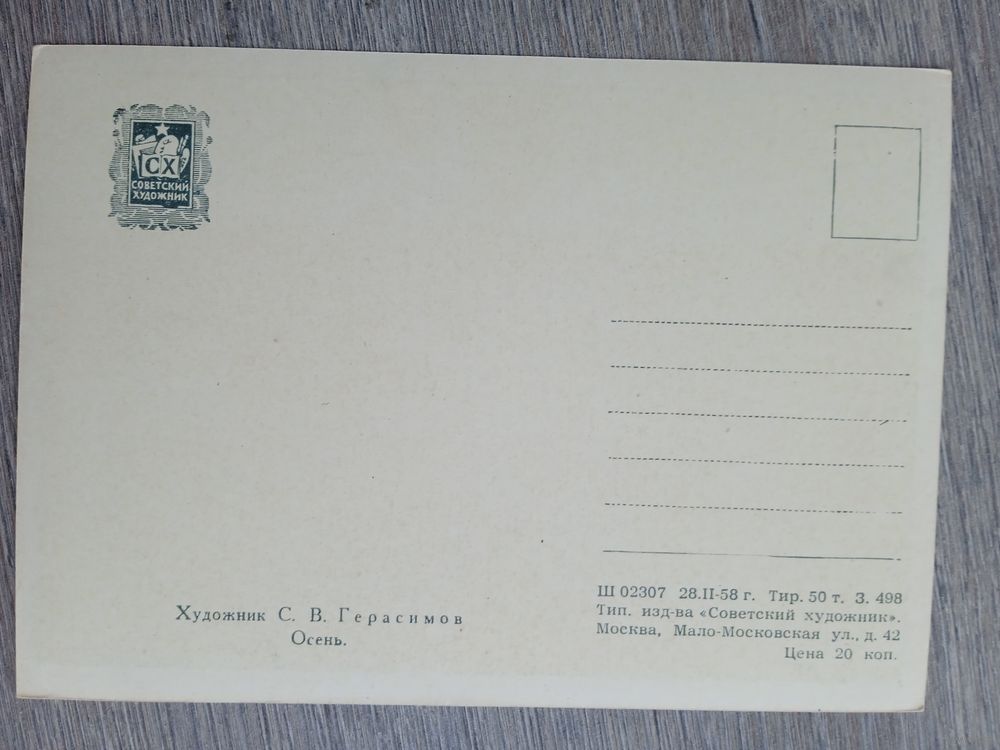 СХ
СОВЕТСКИЙ
ХУДОЖНИК
Художник С. В. Герасимов
Осень.
Ш 02307 28.II-58 г. Тир. 50 т. З. 498
Тип. изд-ва «Советский художник».
Москва, Мало-Московская ул., д. 42
Цена 20 коп.